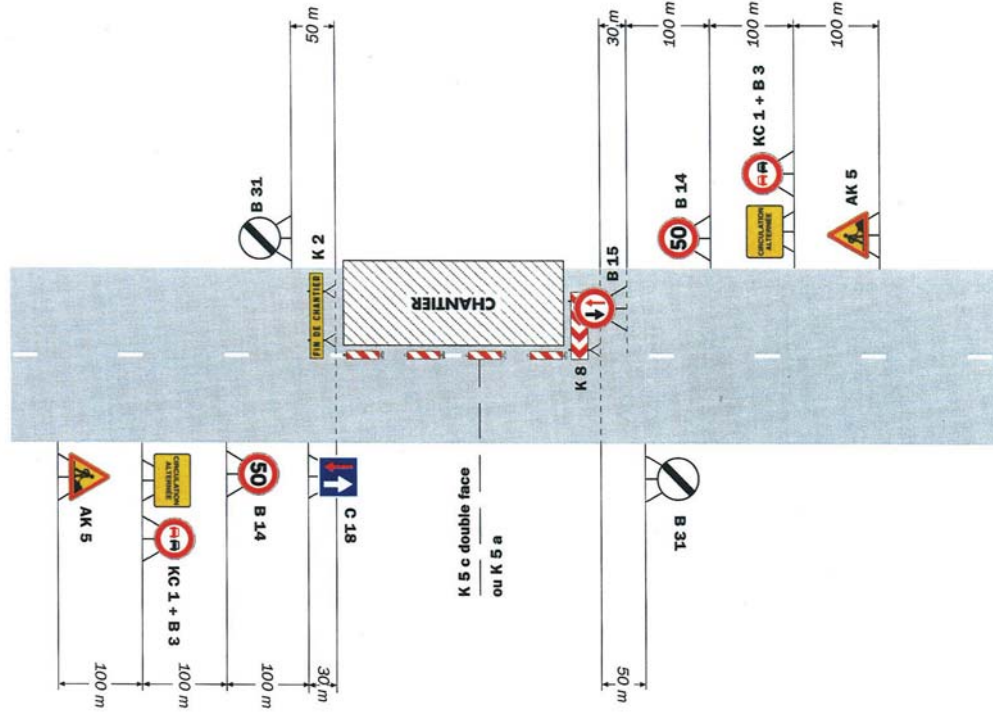 50 m
B 31
K 2
FIN DE CHANTIER
CHANTIER
K 8
B 15
30 m
100 m
100 m
100 m
B 14
50
KC 1 + B 3
CIRCULATION
ALTERNÉE
AK 5
AK 5
CIRCULATION
ALTERNÉE
KC 1 + B 3
50
B 14
C 18
K 5 c double face
ou K 5 a
B 31
100 m
100 m
100 m
30 m
50 m